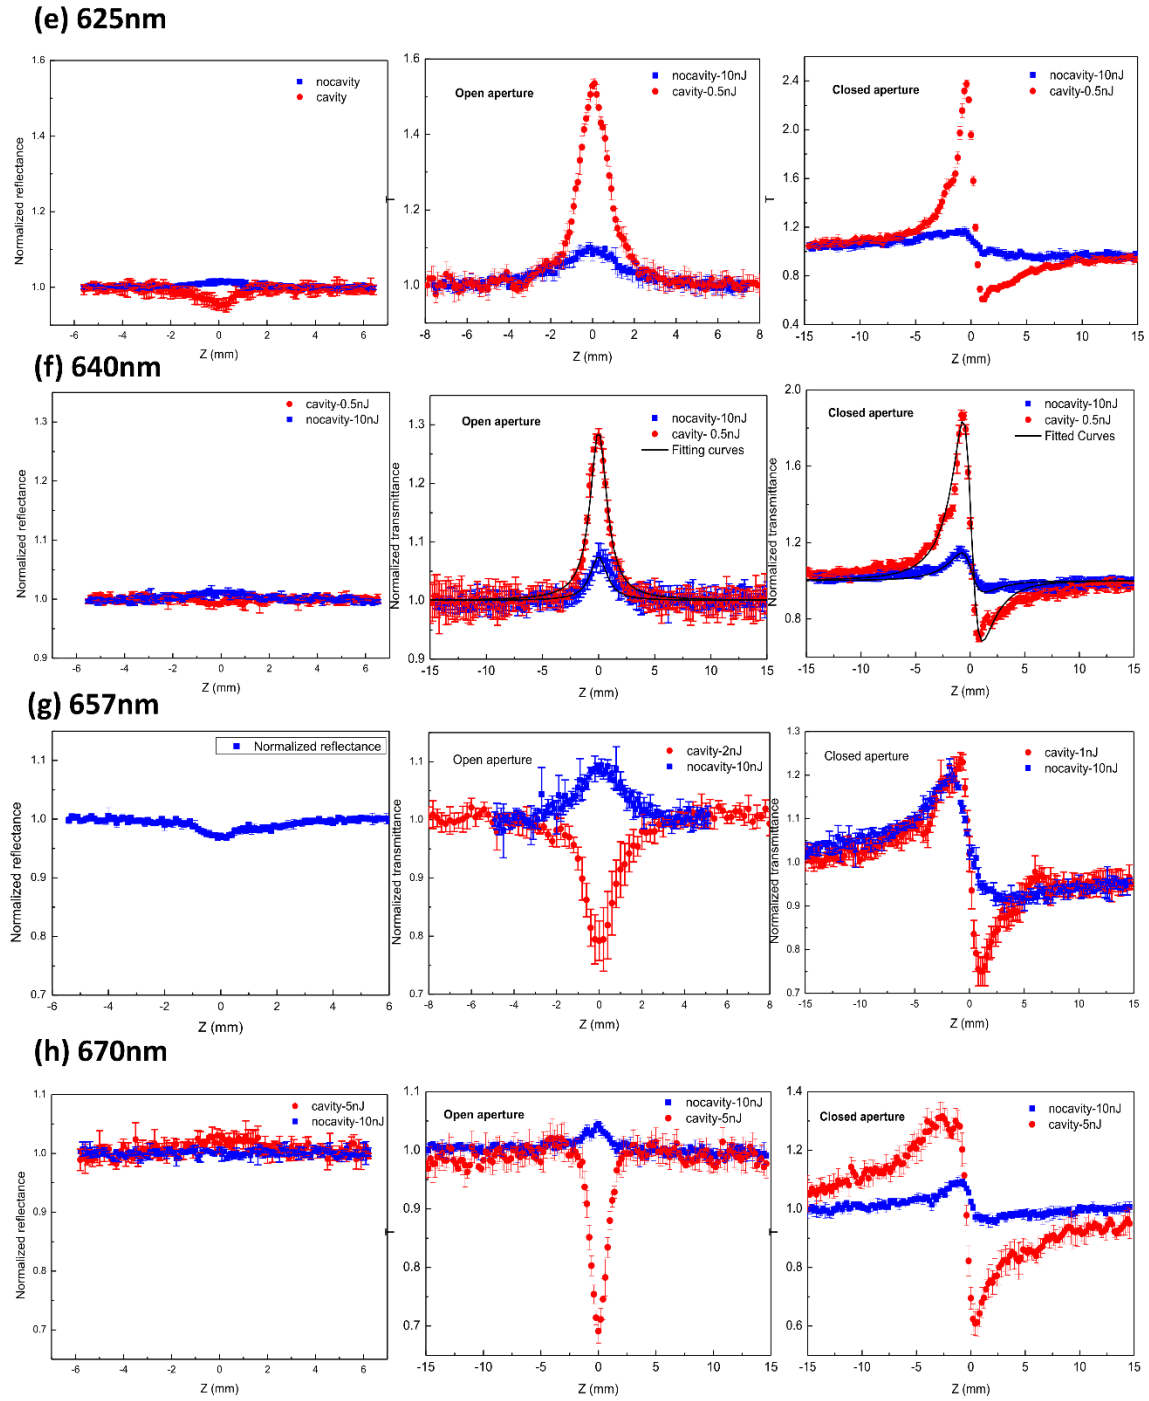 (e) 625nm
1.6
1.4
1.2
1.0
Normalized reflectance
nocavity
cavity
-6 -4 -2 0 2 4 6
Z (mm)
1.6
1.4
1.2
1.0
T
Open aperture
nocavity-10nJ
cavity-0.5nJ
-8 -6 -4 -2 0 2 4 6 8
Z (mm)
2.4
2.0
1.6
1.2
0.8
0.4
T
Closed aperture
nocavity-10nJ
cavity-0.5nJ
-15 -10 -5 0 5 10 15
Z (mm)
(f) 640nm
1.3
1.2
1.1
1.0
0.9
Normalized reflectance
cavity-0.5nJ
nocavity-10nJ
-6 -4 -2 0 2 4 6
Z (mm)
1.3
1.2
1.1
1.0
0.9
Normalized transmittance
Open aperture
nocavity-10nJ
cavity- 0.5nJ
Fitting curves
-15 -10 -5 0 5 10 15
Z (mm)
2.0
1.6
1.2
0.8
Normalized transmittance
Closed aperture
nocavity-10nJ
cavity- 0.5nJ
Fitted Curves
-15 -10 -5 0 5 10 15
Z (mm)
(g) 657nm
1.1
1.0
0.9
0.8
0.7
Normalized reflectance
Normalized reflectance
-6 -4 -2 0 2 4 6
Z (mm)
1.1
1.0
0.9
0.8
0.7
Normalized transmittance
Open aperture
cavity-2nJ
nocavity-10nJ
-8 -6 -4 -2 0 2 4 6 8
Z (mm)
1.3
1.2
1.1
1.0
0.9
0.8
0.7
Normalized transmittance
Closed aperture
cavity-1nJ
nocavity-10nJ
-15 -10 -5 0 5 10 15
Z (mm)
(h) 670nm
1.1
1.0
0.9
0.8
0.7
Normalized reflectance
cavity-5nJ
nocavity-10nJ
-6 -4 -2 0 2 4 6
Z (mm)
1.1
1.0
0.9
0.8
0.7
T
Open aperture
nocavity-10nJ
cavity-5nJ
-15 -10 -5 0 5 10 15
Z (mm)
1.4
1.2
1.0
0.8
0.6
T
Closed aperture
nocavity-10nJ
cavity-5nJ
-15 -10 -5 0 5 10 15
Z (mm)